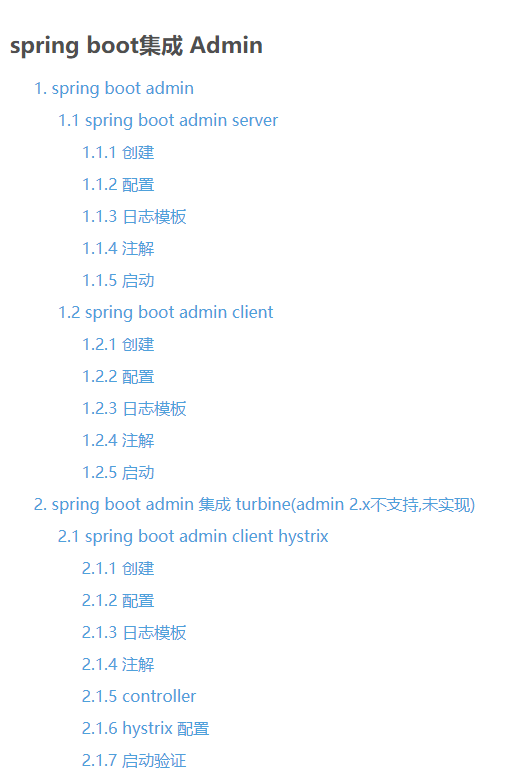 spring boot集成 Admin
1. spring boot admin
1.1 spring boot admin server
1.1.1 创建
1.1.2 配置
1.1.3 日志模板
1.1.4 注解
1.1.5 启动
1.2 spring boot admin client
1.2.1 创建
1.2.2 配置
1.2.3 日志模板
1.2.4 注解
1.2.5 启动
2. spring boot admin 集成 turbine(admin 2.x不支持,未实现)
2.1 spring boot admin client hystrix
2.1.1 创建
2.1.2 配置
2.1.3 日志模板
2.1.4 注解
2.1.5 controller
2.1.6 hystrix 配置
2.1.7 启动验证